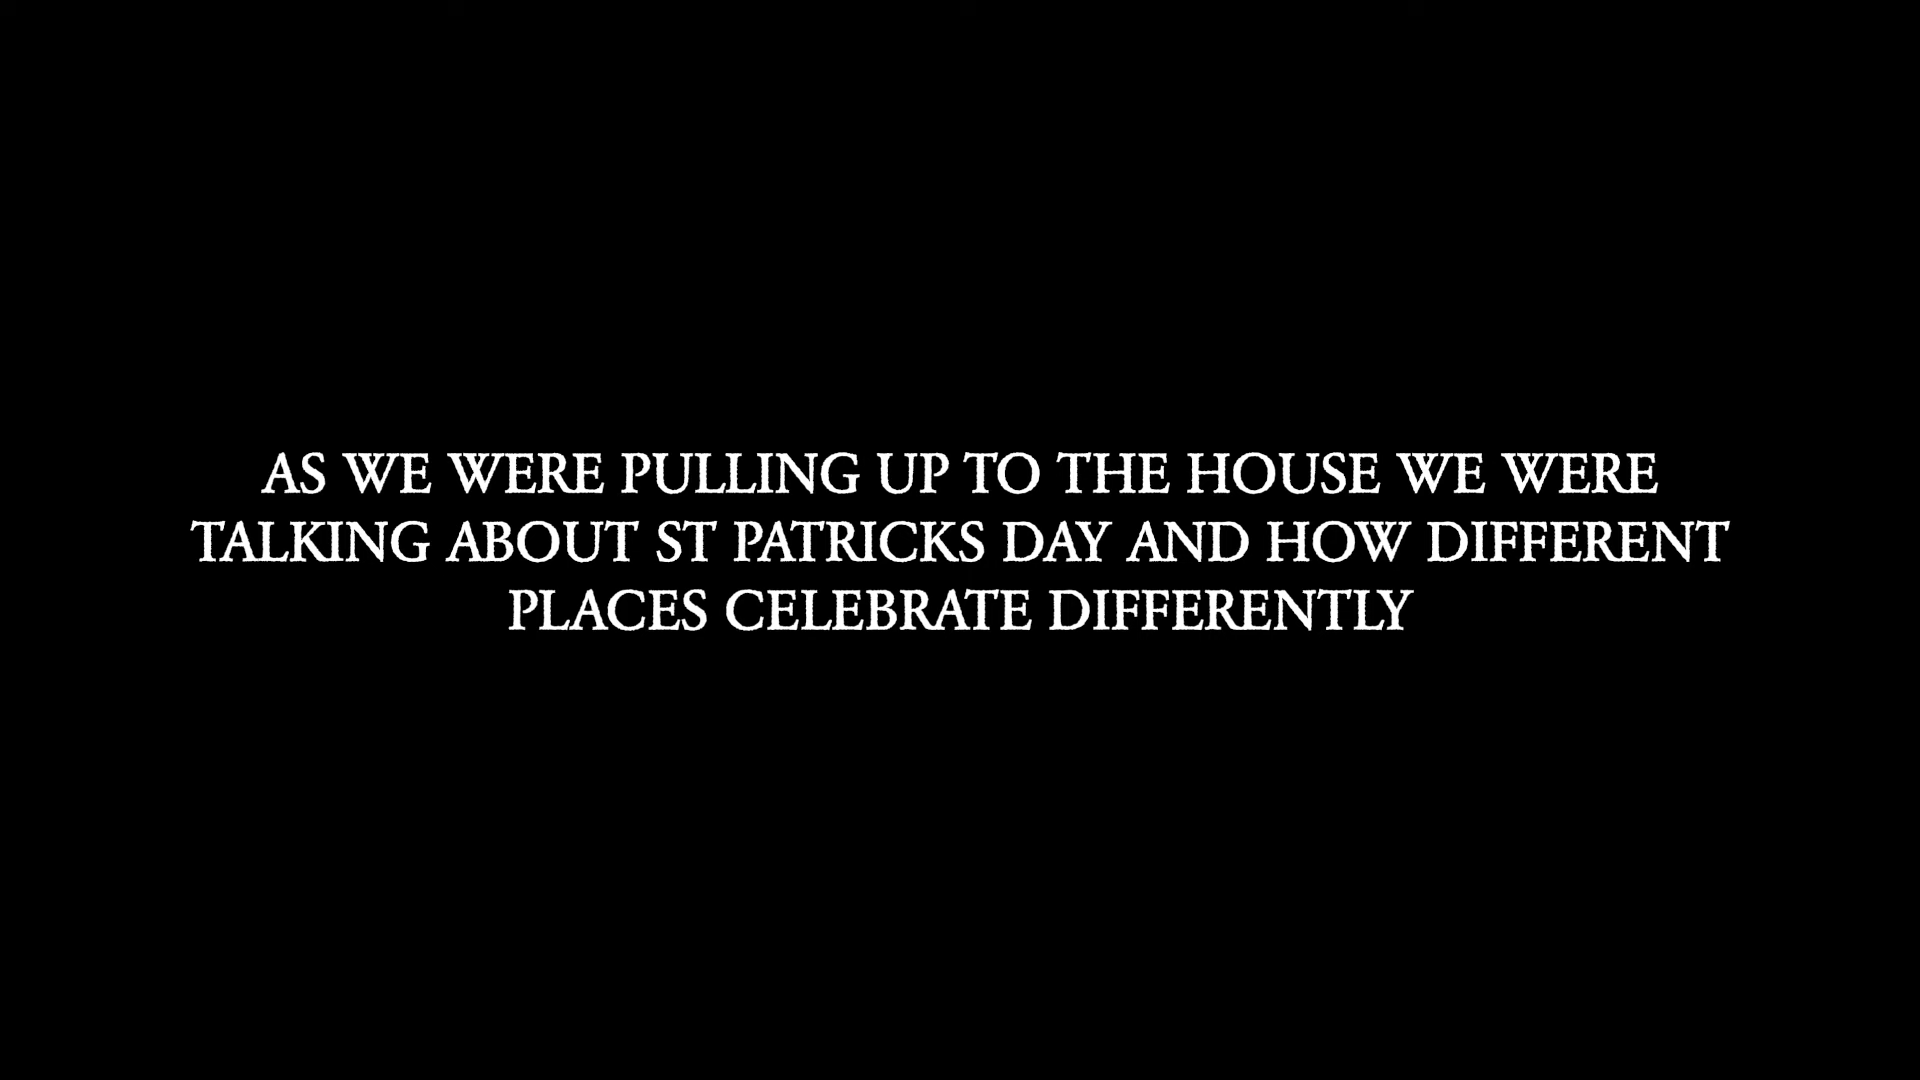 AS WE WERE PULLING UP TO THE HOUSE WE WERE
TALKING ABOUT ST PATRICKS DAY AND HOW DIFFERENT
PLACES CELEBRATE DIFFERENTLY